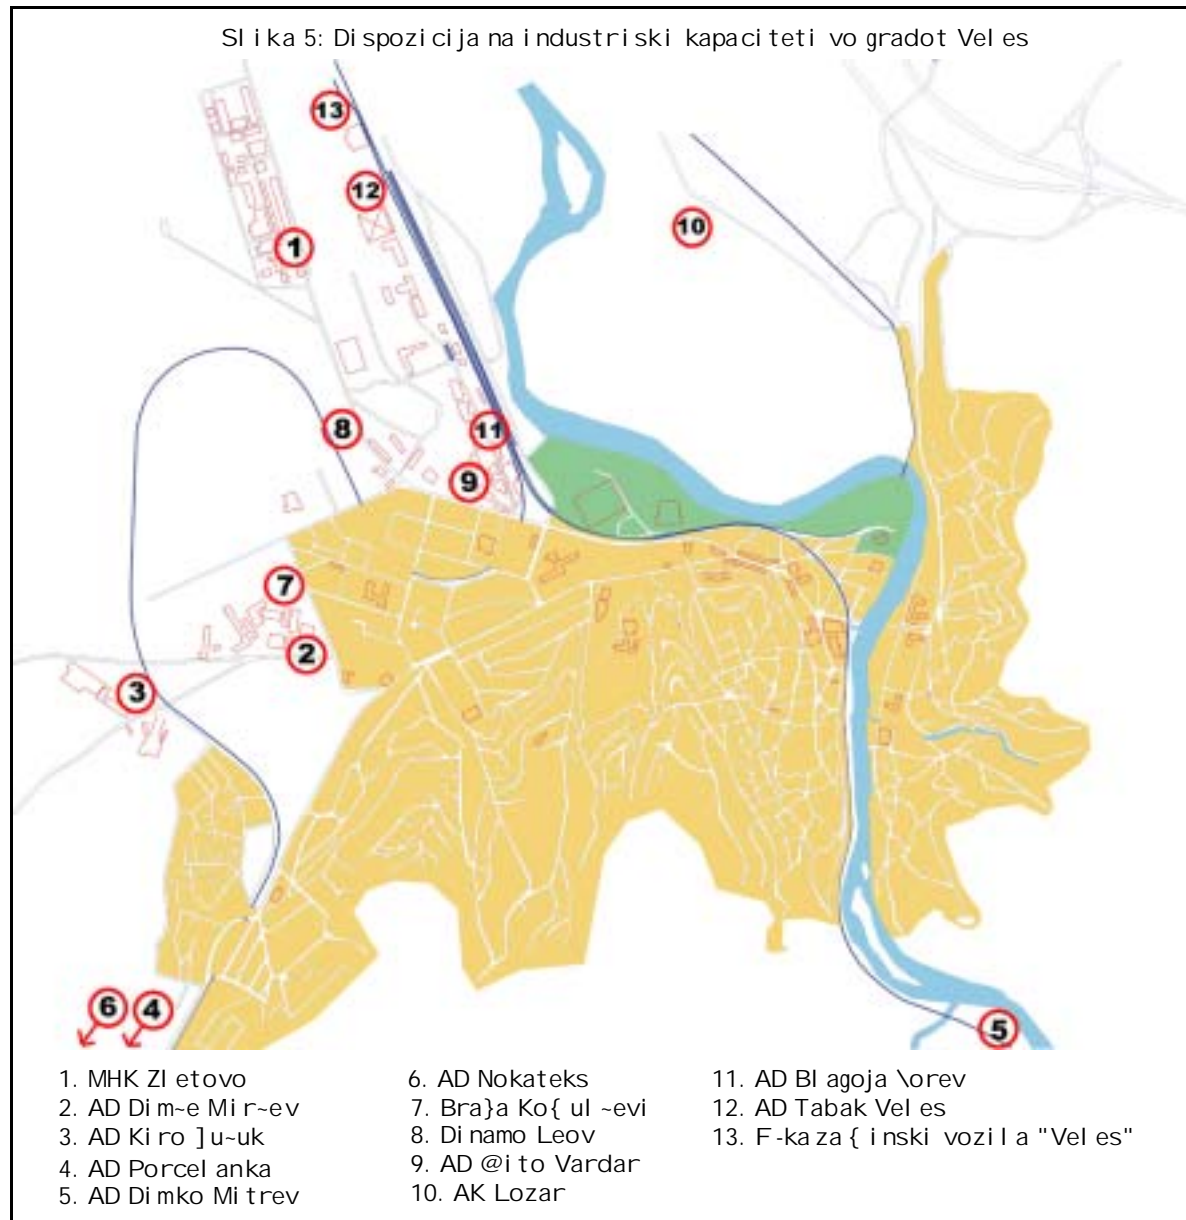 Slika 5: Dispozicija na industriski kapaciteti vo gradot Veles
13
12
10
1
8
11
9
7
2
3
6
4
5
1. MHK Zletovo
2. AD Dim~e Mir~ev
3. AD Kiro ]u~uk
4. AD Porcelanka
5. AD Dimko Mitrev
6. AD Nokateks
7. Bra}a Ko{ul~evi
8. Dinamo Leov
9. AD @ito Vardar
10. AK Lozar
11. AD Blagoja \orev
12. AD Tabak Veles
13. F-ka za {inski vozila "Veles"